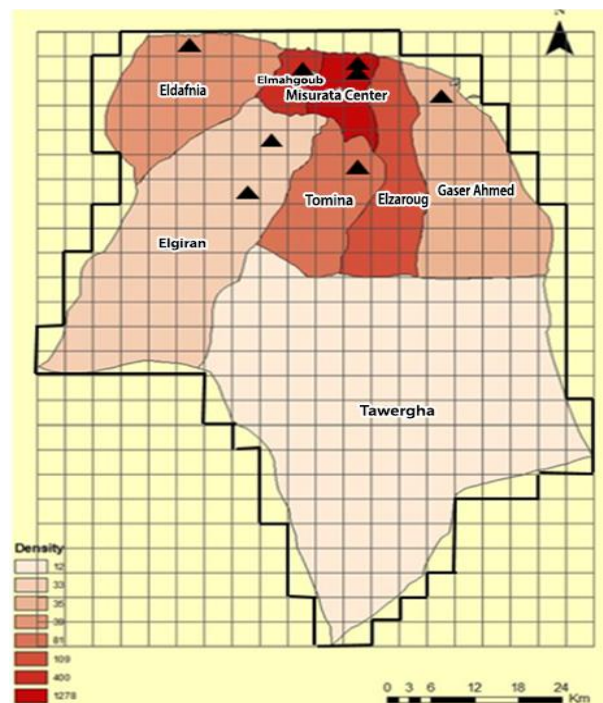 N
Eldafnia
Elmahgoub
Misurata Center
Tomina
Elzaroug
Gaser Ahmed
Elgiran
Tawergha
Density
12
33
35
39
81
109
400
1278
0 3 6 12 18 24
Km